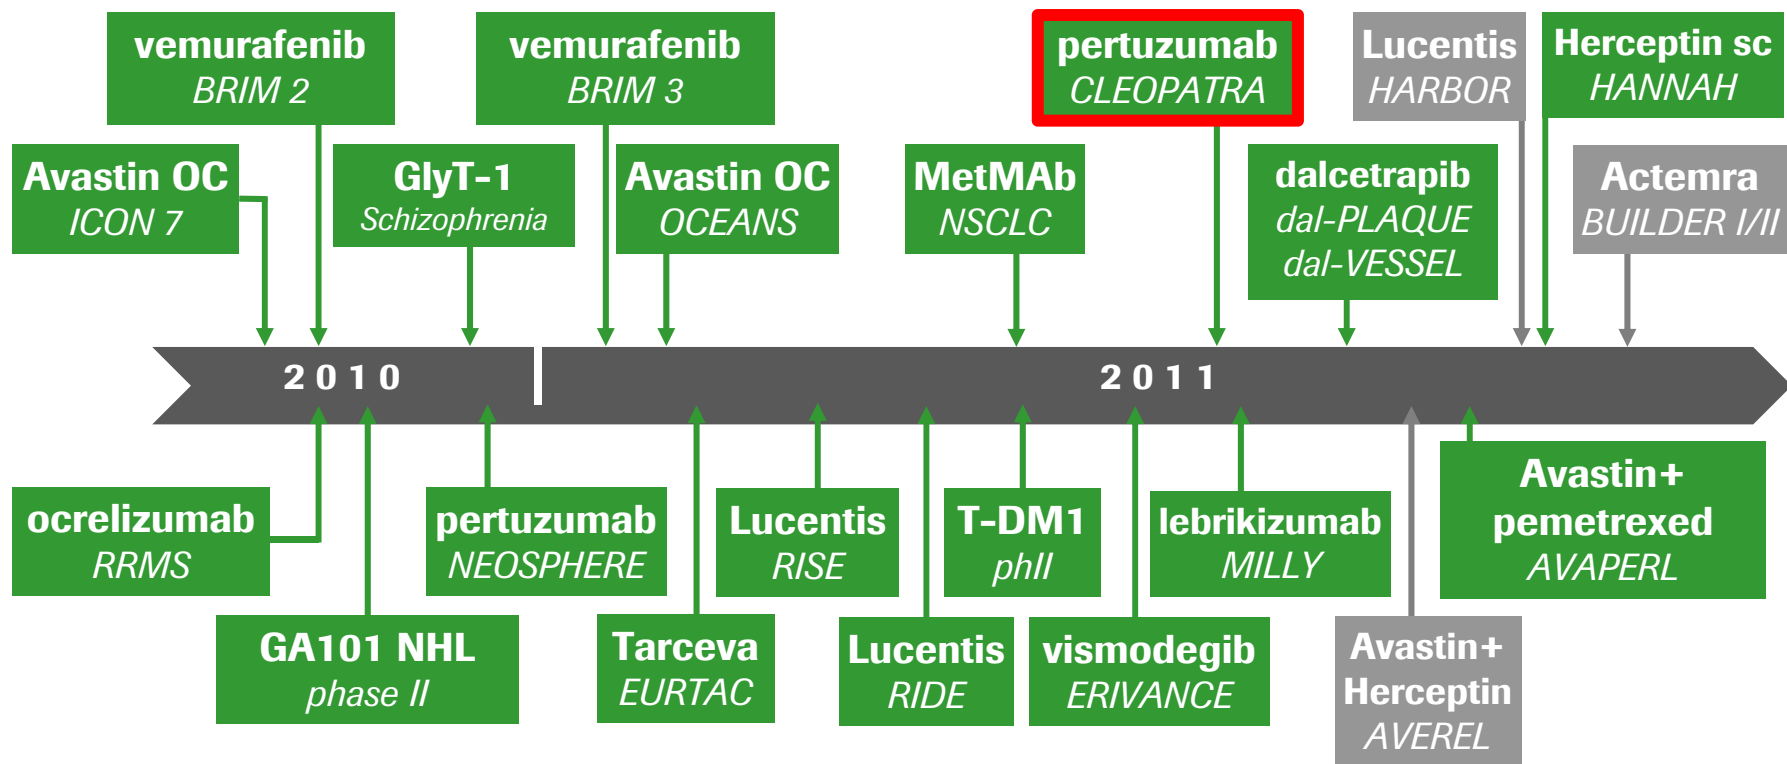 vemurafenib
BRIM 2
vemurafenib
BRIM 3
pertuzumab
CLEOPATRA
Lucentis
HARBOR
Herceptin sc
HANNAH
Avastin OC
ICON 7
GlyT-1
Schizophrenia
Avastin OC
OCEANS
MetMAb
NSCLC
dalcetrapib
dal-PLAQUE
dal-VESSEL
Actemra
BUILDER I/II
2010
2011
ocrelizumab
RRMS
pertuzumab
NEOSPHERE
Lucentis
RISE
T-DM1
phII
lebrikizumab
MILLY
Avastin+
pemetrexed
AVAPERL
GA101 NHL
phase II
Tarceva
EURTAC
Lucentis
RIDE
vismodegib
ERIVANCE
Avastin+
Herceptin
AVEREL